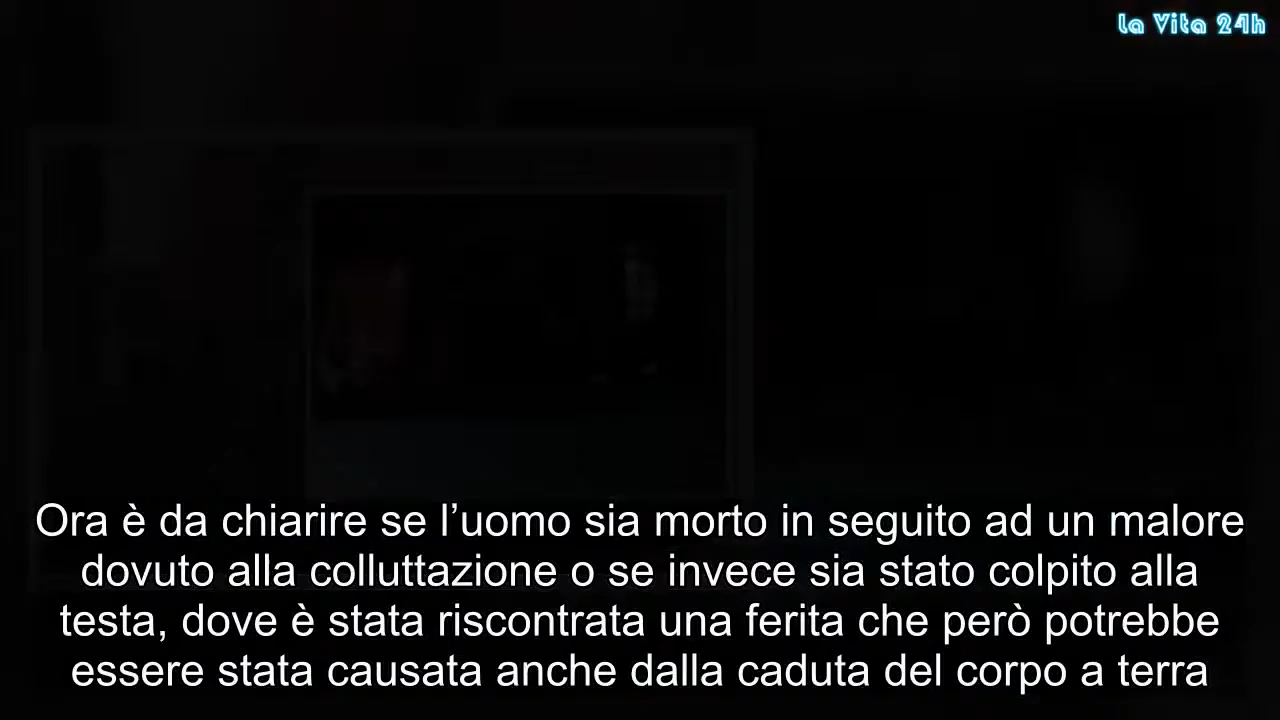 la Vita 24h
Ora è da chiarire se l’uomo sia morto in seguito ad un malore
dovuto alla colluttazione o se invece sia stato colpito alla
testa, dove è stata riscontrata una ferita che però potrebbe
essere stata causata anche dalla caduta del corpo a terra